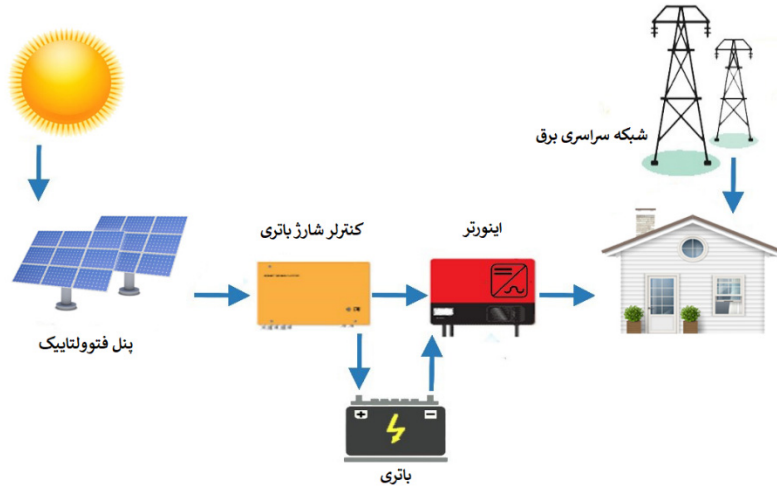 شبکه سراسری برق
کنترلر شارژ باتری
اینورتر
پنل فتوولتاییک
+
−
باتری